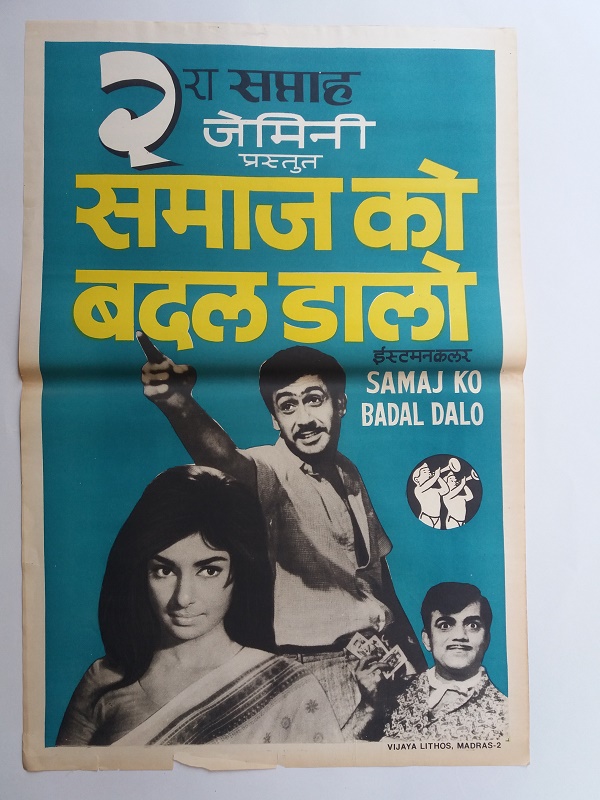 २रा सप्ताह
जेमिनी
प्रस्तुत
समाज को
बदल डालो
ईस्टमनकलर
SAMAJ KO
BADAL DALO
VIJAYA LITHOS, MADRAS-2